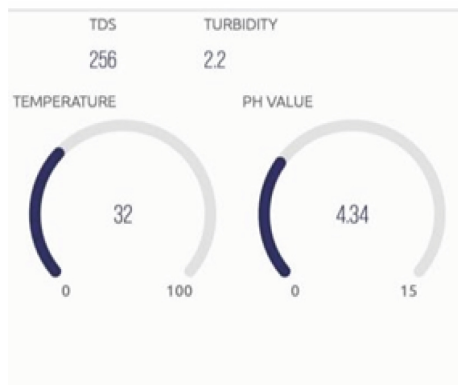 TDS TURBIDITY
256 2.2
TEMPERATURE PH VALUE
32 4.34
0 100 0 15